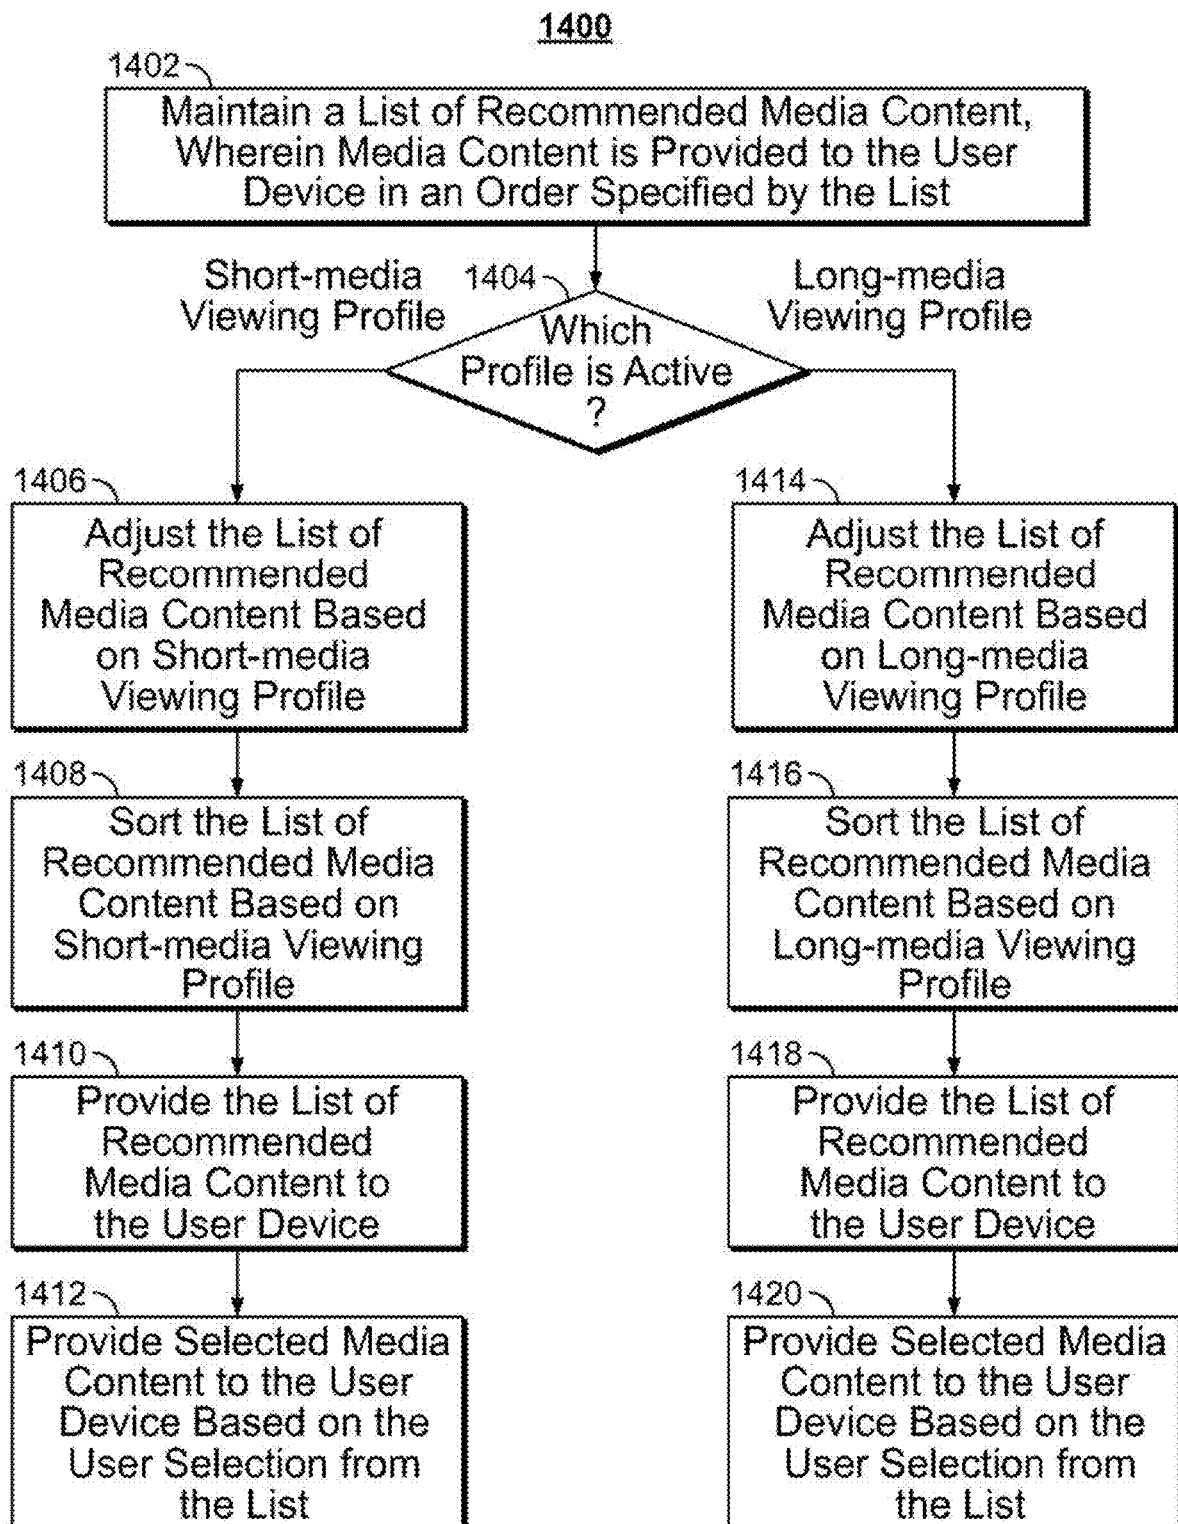 1400
1402
Maintain a List of Recommended Media Content,
Wherein Media Content is Provided to the User
Device in an Order Specified by the List
Short-media
Viewing Profile
1404
Long-media
Viewing Profile
Which
Profile is Active
?
1406
Adjust the List of
Recommended
Media Content Based
on Short-media
Viewing Profile
1408
Sort the List of
Recommended Media
Content Based on
Short-media Viewing
Profile
1410
Provide the List of
Recommended
Media Content to
the User Device
1412
Provide Selected Media
Content to the User
Device Based on the
User Selection from
the List
1414
Adjust the List of
Recommended
Media Content Based
on Long-media
Viewing Profile
1416
Sort the List of
Recommended Media
Content Based on
Long-media Viewing
Profile
1418
Provide the List of
Recommended
Media Content to
the User Device
1420
Provide Selected Media
Content to the User
Device Based on the
User Selection from
the List